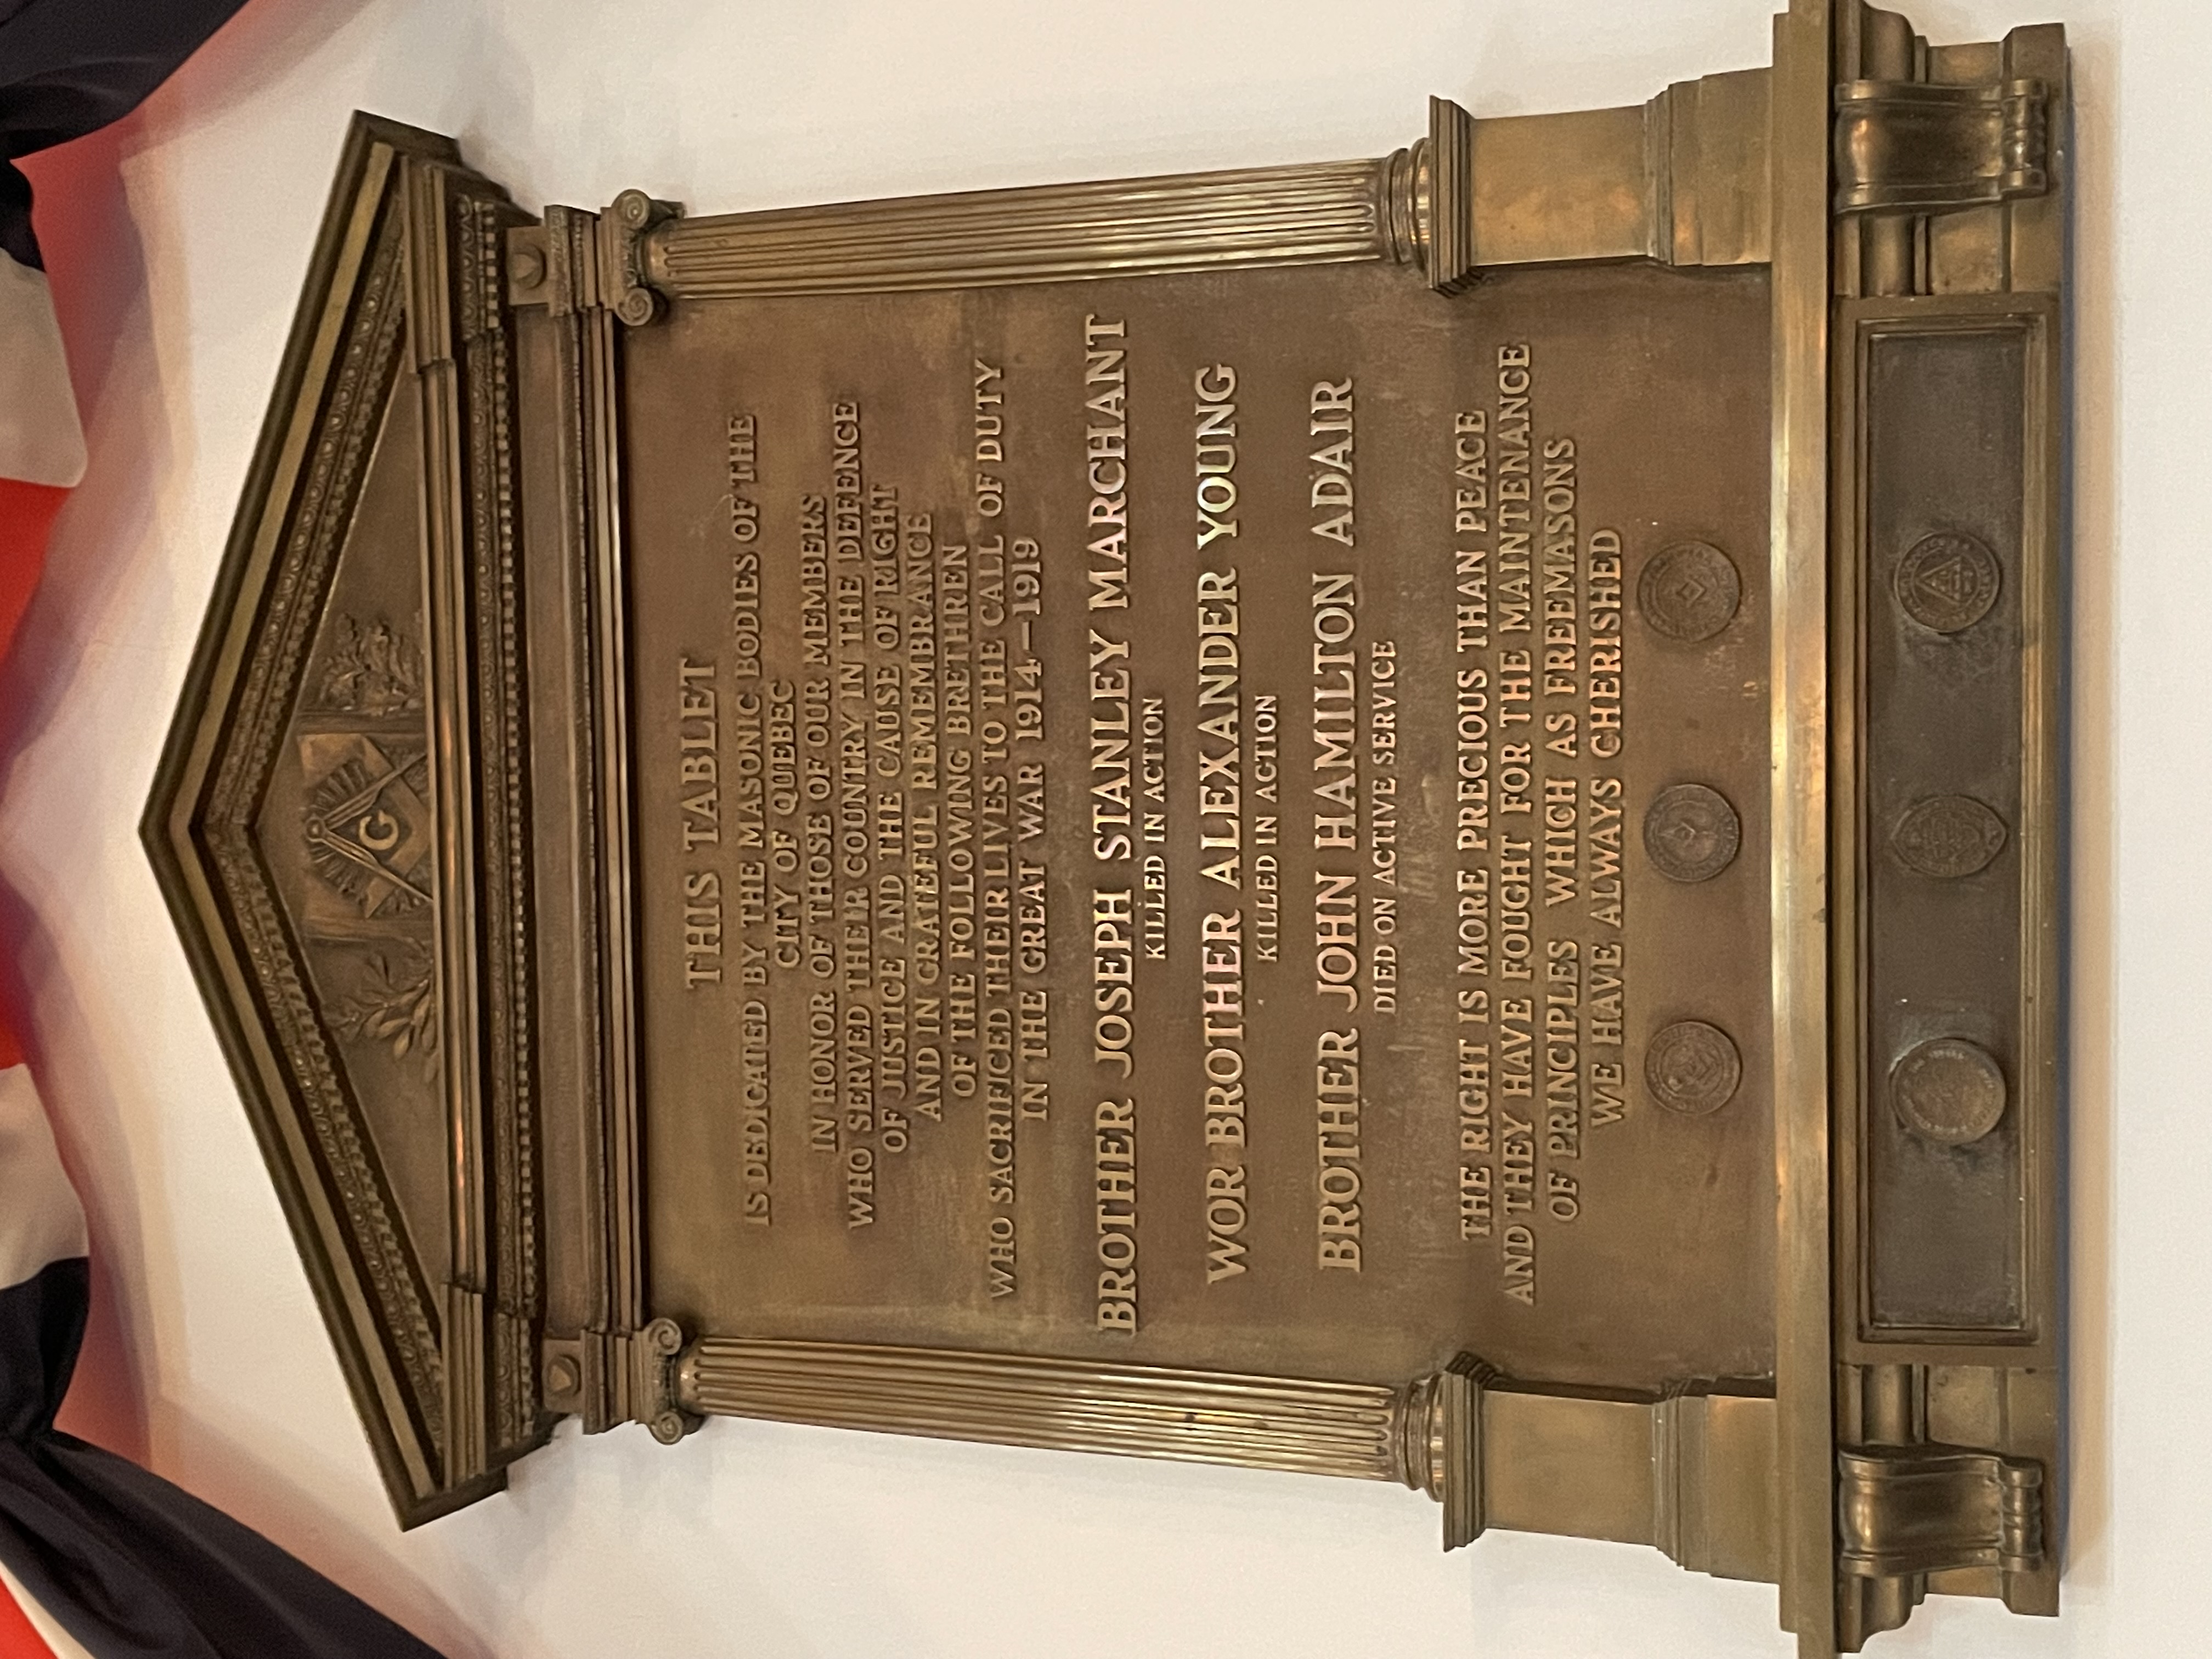 G
THIS TABLET
IS DEDICATED BY THE MASONIC BODIES OF THE
CITY OF QUEBEC
IN HONOR OF THOSE OF OUR MEMBERS
WHO SERVED THEIR COUNTRY IN THE DEFENCE
OF JUSTICE AND THE CAUSE OF RIGHT
AND IN GRATEFUL REMEMBRANCE
OF THE FOLLOWING BRETHREN
WHO SACRIFICED THEIR LIVES TO THE CALL OF DUTY
IN THE GREAT WAR 1914—1919
BROTHER JOSEPH STANLEY MARCHANT
KILLED IN ACTION
WOR BROTHER ALEXANDER YOUNG
KILLED IN ACTION
BROTHER JOHN HAMILTON ADAIR
DIED ON ACTIVE SERVICE
THE RIGHT IS MORE PRECIOUS THAN PEACE
AND THEY HAVE FOUGHT FOR THE MAINTENANCE
OF PRINCIPLES WHICH AS FREEMASONS
WE HAVE ALWAYS CHERISHED